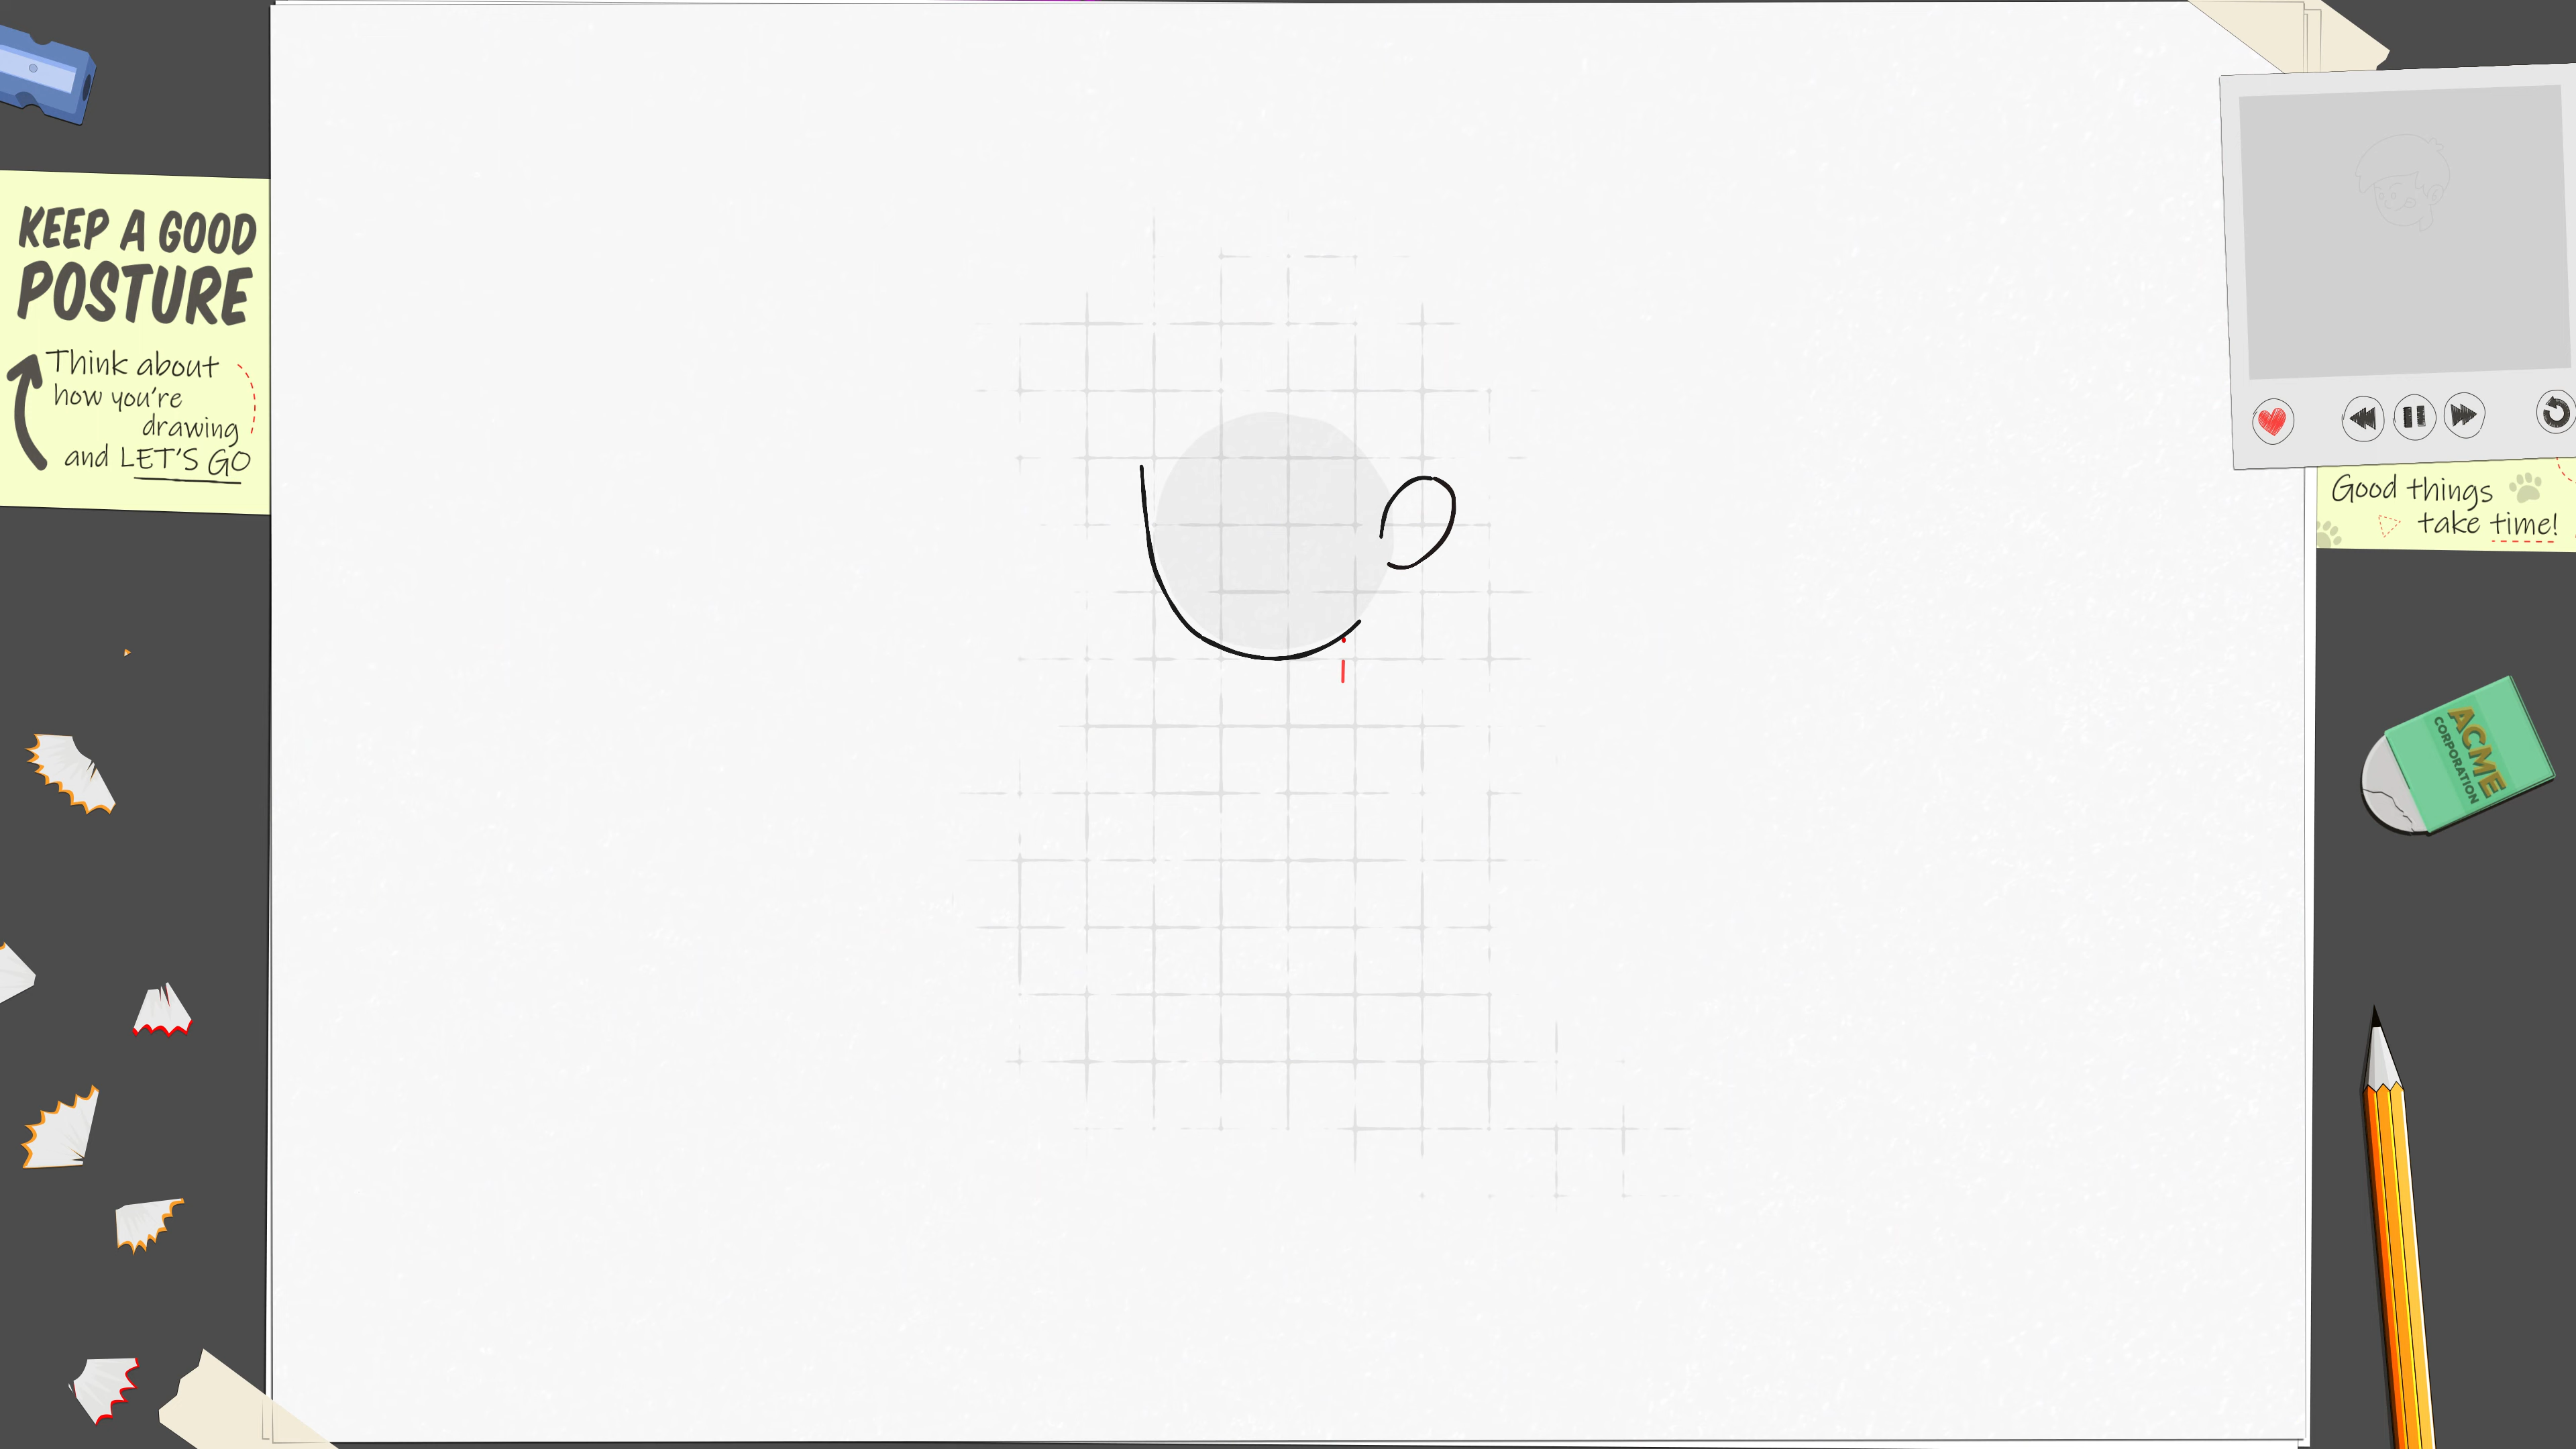 KEEP A GOOD
POSTURE
Think about
how you're
drawing
and LET'S GO
Good things
take time!
ACME
CORPORATION